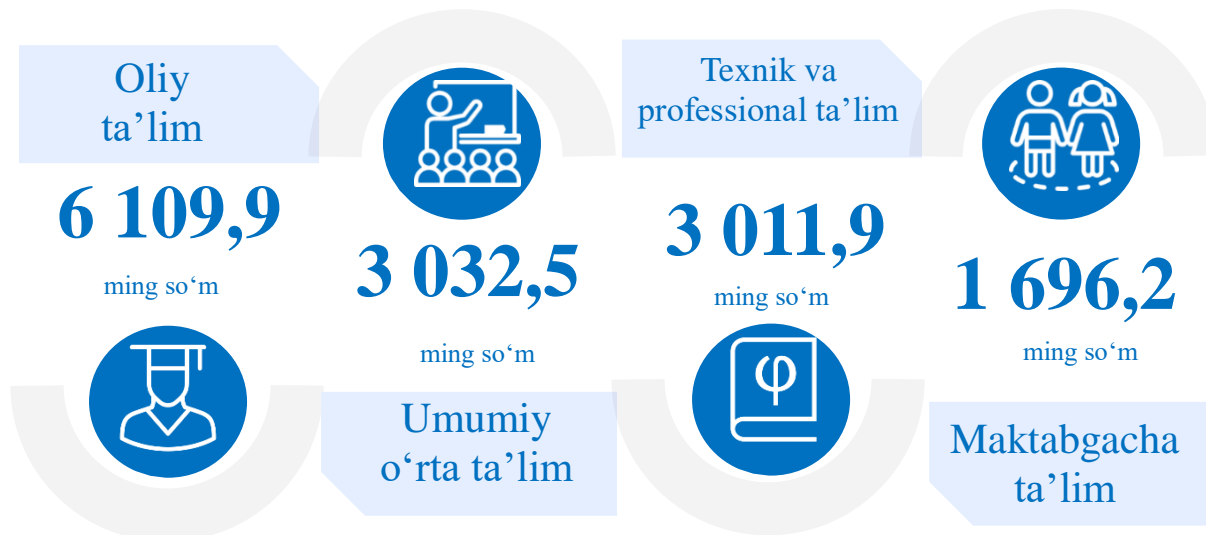 Oliy
ta’lim
6 109,9
ming so‘m
3 032,5
ming so‘m
Umumiy
o‘rta ta’lim
Texnik va
professional ta’lim
3 011,9
ming so‘m
φ
1 696,2
ming so‘m
Maktabgacha
ta’lim